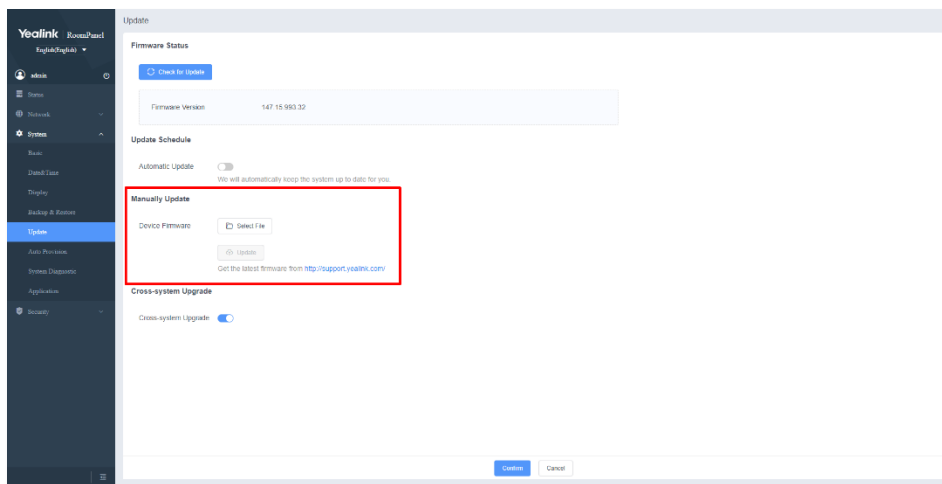 Yealink RoomPanel
English(English)
admin
Status
Network
System
Basic
Date&Time
Display
Backup & Restore
Update
Auto Provision
System Diagnostic
Application
Security
Update
Firmware Status
Check for Update
Firmware Version 147.15.993.32
Update Schedule
Automatic Update
We will automatically keep the system up to date for you.
Manually Update
Device Firmware Select File
Update
Get the latest firmware from http://support.yealink.com/
Cross-system Upgrade
Cross-system Upgrade
Confirm Cancel